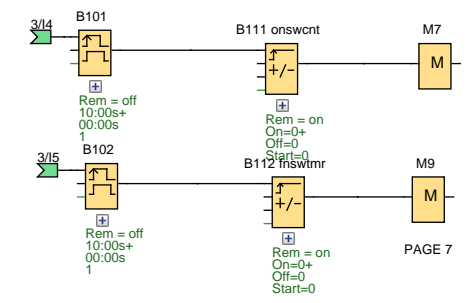 B101
3/I4
B111 onswcnt
M7
+/-
M
Rem = off
10:00s+
00:00s
1
Rem = on
On=0+
Off=0
Start=0
B102
3/I5
B112 fnswtmr
M9
+/-
M
Rem = off
10:00s+
00:00s
1
Rem = on
On=0+
Off=0
Start=0
PAGE 7